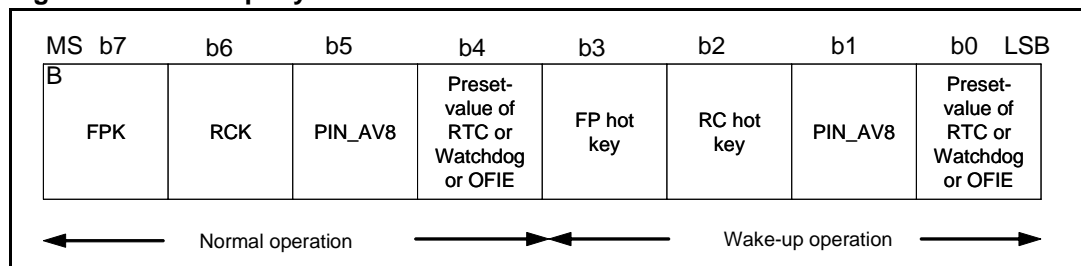 MS b7 b6 b5 b4 b3 b2 b1 b0 LSB
B
FPK
RCK
PIN_AV8
Preset-
value of
RTC or
Watchdog
or OFIE
FP hot
key
RC hot
key
PIN_AV8
Preset-
value of
RTC or
Watchdog
or OFIE
Normal operation
Wake-up operation